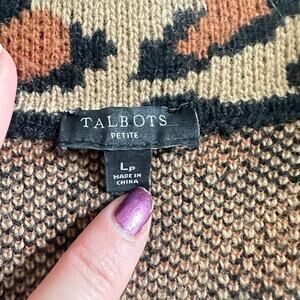 TALBOTS
PETITE
LP
MADE IN
CHINA